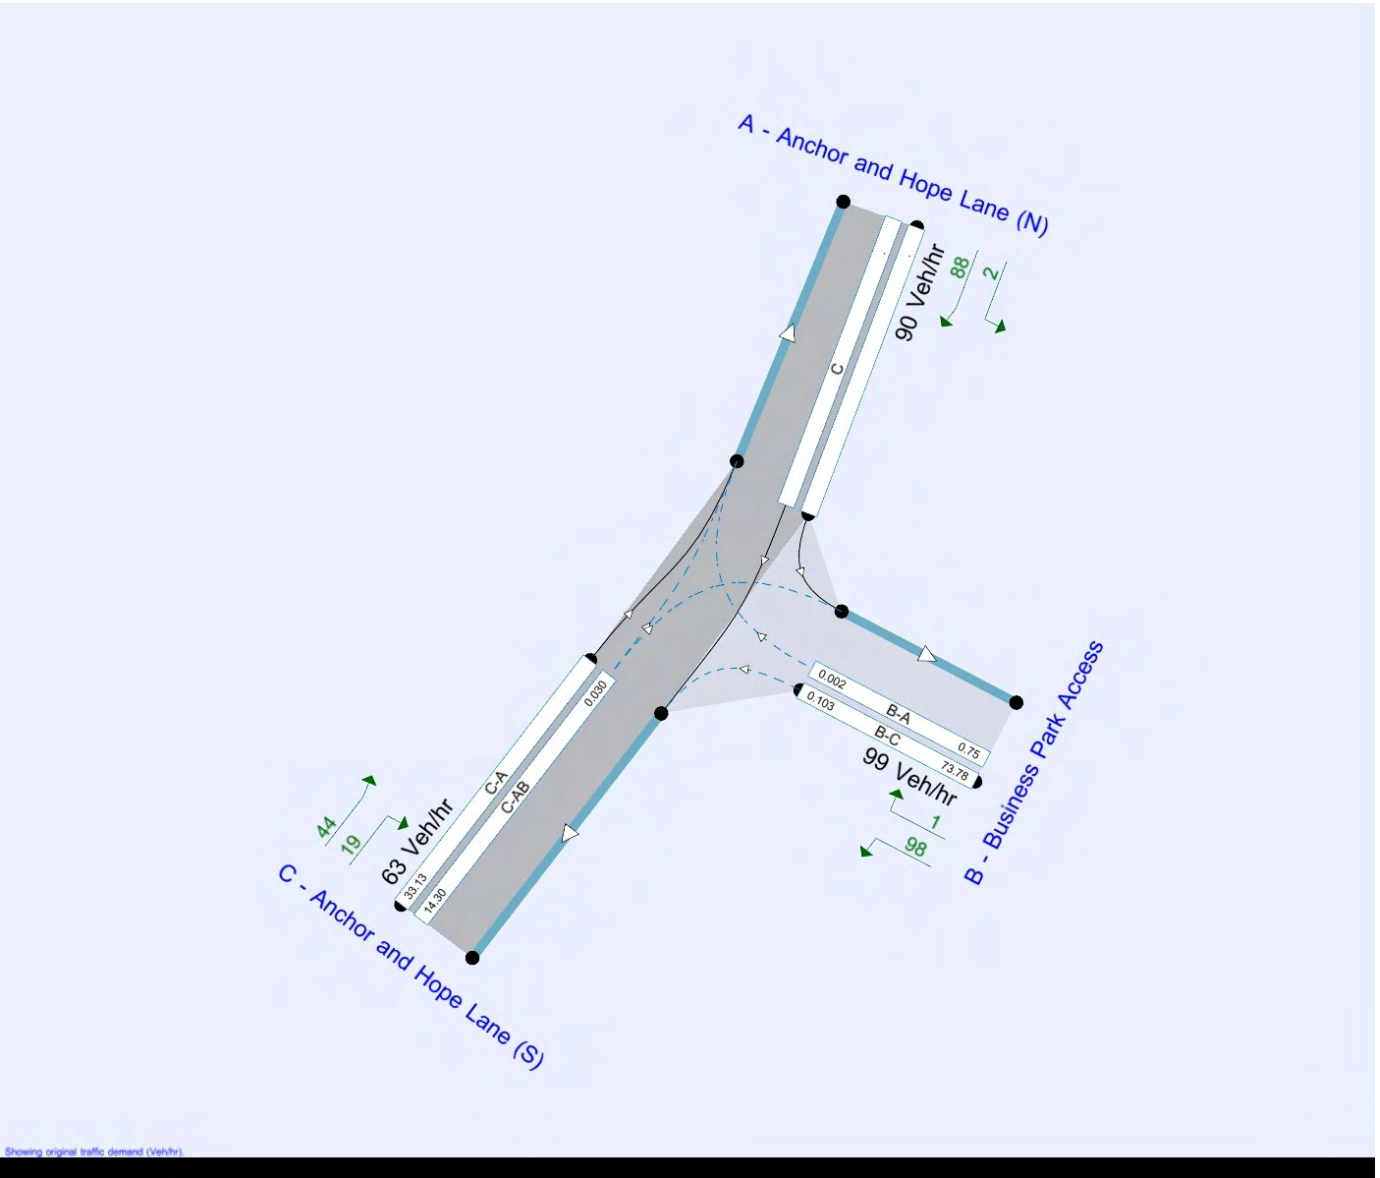 A - Anchor and Hope Lane (N)
90 Veh/hr
88
2
C
0.030
C-A
C-AB
33.13
14.30
63 Veh/hr
44
19
C - Anchor and Hope Lane (S)
0.002
B-A
0.75
0.103
B-C
73.78
99 Veh/hr
1
98
B - Business Park Access
Showing original traffic demand (Veh/hr).